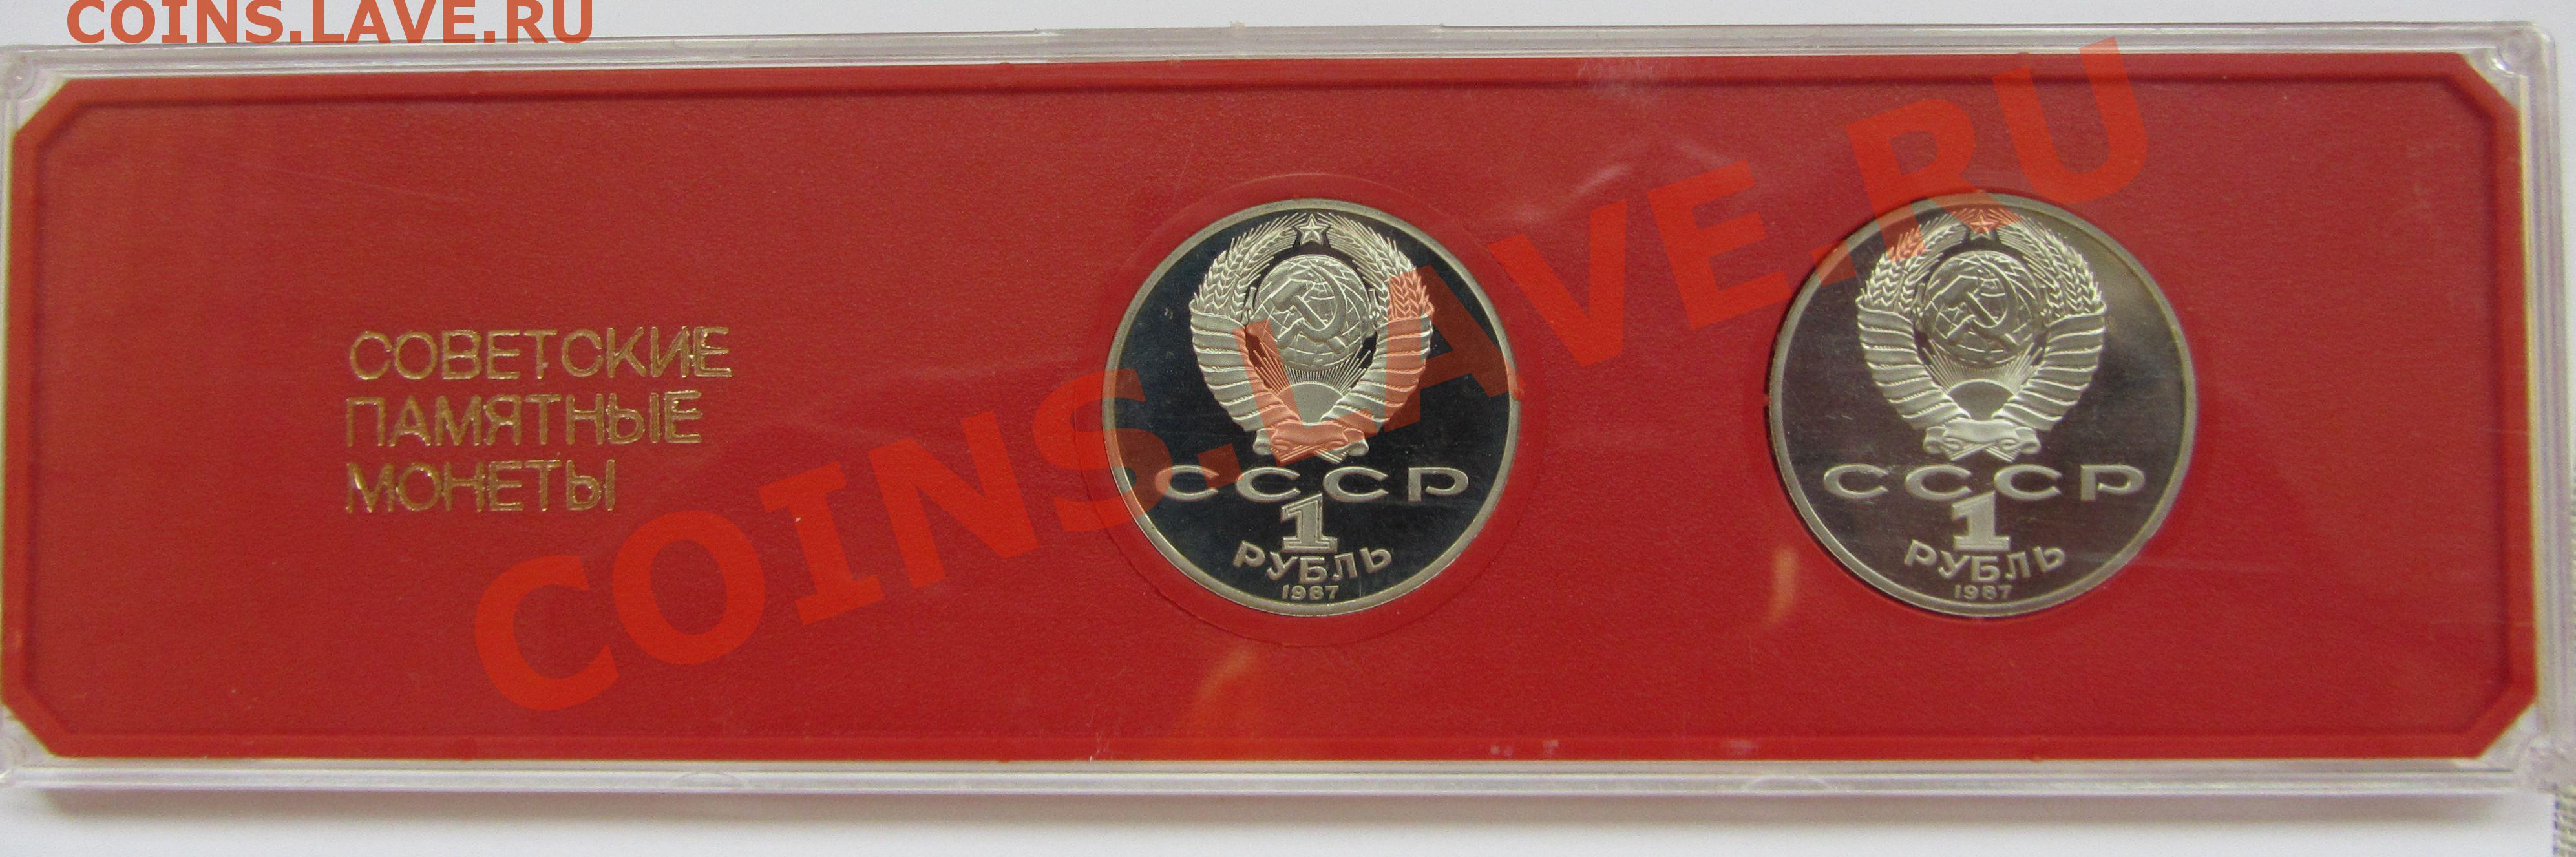 COINS.LAVE.RU
СОВЕТСКИЕ
ПАМЯТНЫЕ
МОНЕТЫ
СССР
1
РУБЛЬ
1987
СССР
1
РУБЛЬ
1987
COINS.LAVE.RU